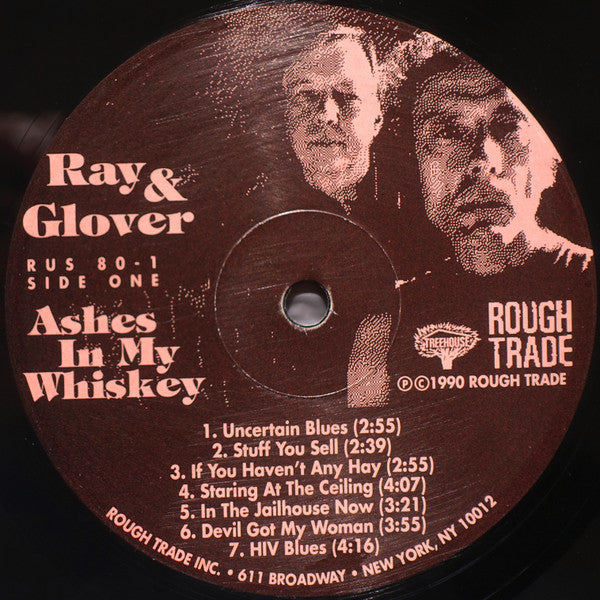 Ray &
Glover
RUS 80-1
SIDE ONE
Ashes
In My
Whiskey
TREEHOUSE
ROUGH
TRADE
Ⓟ©1990 ROUGH TRADE
1. Uncertain Blues (2:55)
2. Stuff You Sell (2:39)
3. If You Haven't Any Hay (2:55)
4. Staring At The Ceiling (4:07)
5. In The Jailhouse Now (3:21)
6. Devil Got My Woman (3:55)
7. HIV Blues (4:16)
ROUGH TRADE INC. • 611 BROADWAY • NEW YORK, NY 10012